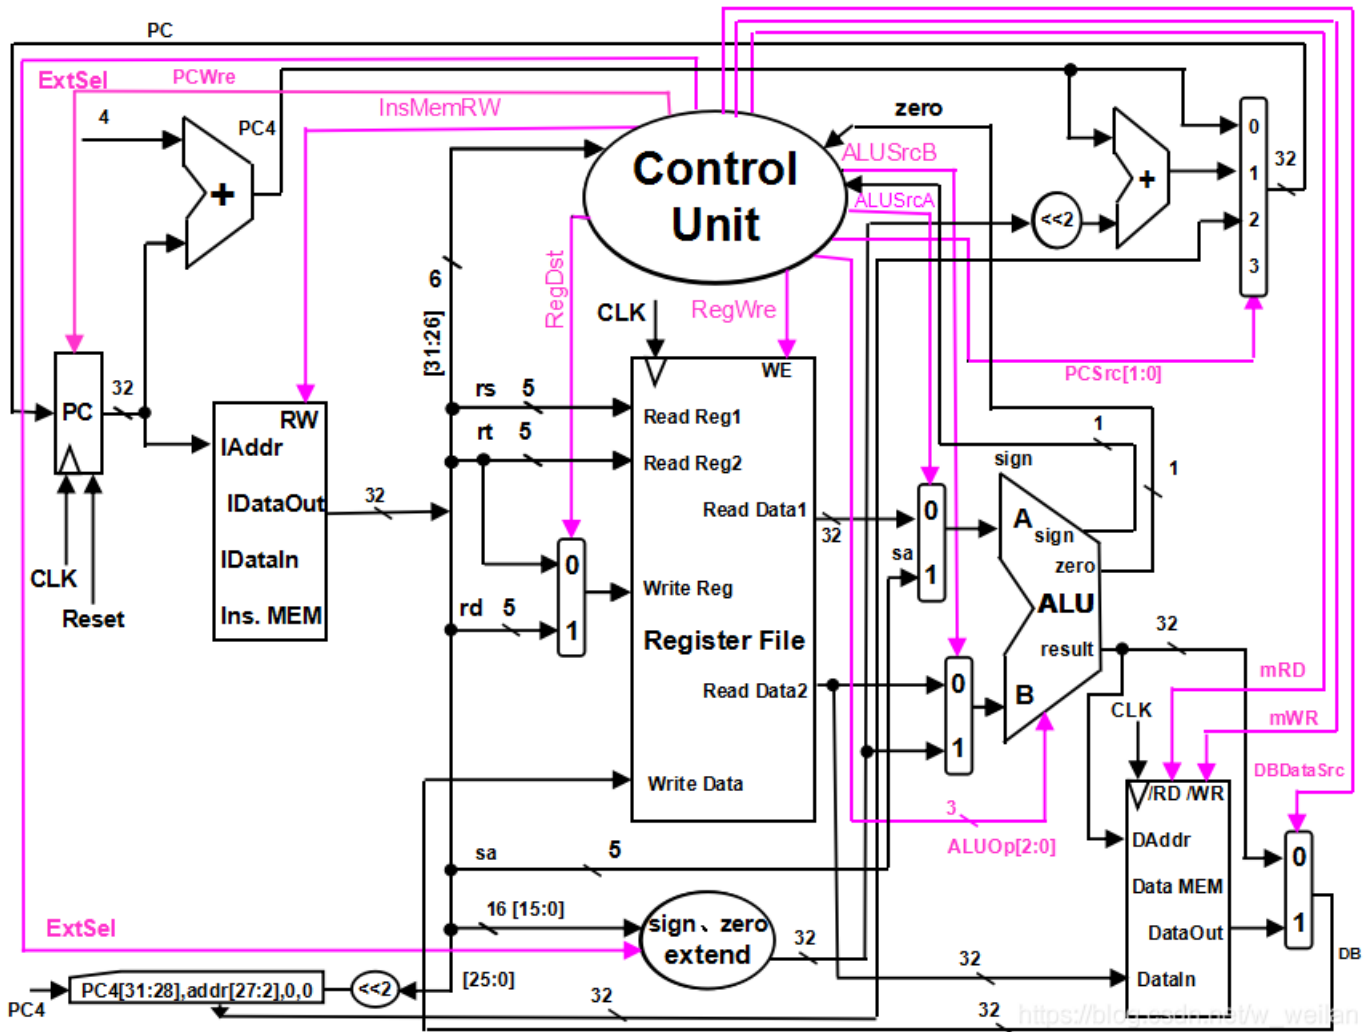 PC
ExtSel
PCWre
InsMemRW
4
PC4
+
Control
Unit
zero
ALUSrcB
ALUSrcA
+
<<2
0
1
2
3
32
6
[31:26]
RegDst
CLK
RegWre
PCSrc[1:0]
PC
32
CLK
Reset
RW
IAddr
IDataOut
IDataIn
Ins. MEM
32
rs 5
rt 5
rd 5
0
1
WE
Read Reg1
Read Reg2
Read Data1
Write Reg
Register File
Read Data2
Write Data
32
sa
0
1
0
1
sign
1
1
A
sign
zero
ALU
result
B
32
3
ALUOp[2:0]
mRD
CLK
mWR
DBDataSrc
/RD /WR
DAddr
Data MEM
DataOut
DataIn
0
1
DB
sa 5
16 [15:0]
sign、zero
extend
32
32
ExtSel
PC4
PC4[31:28],addr[27:2],0,0
<<2
[25:0]
32
32
https://blog.csdn.net/w_weilan